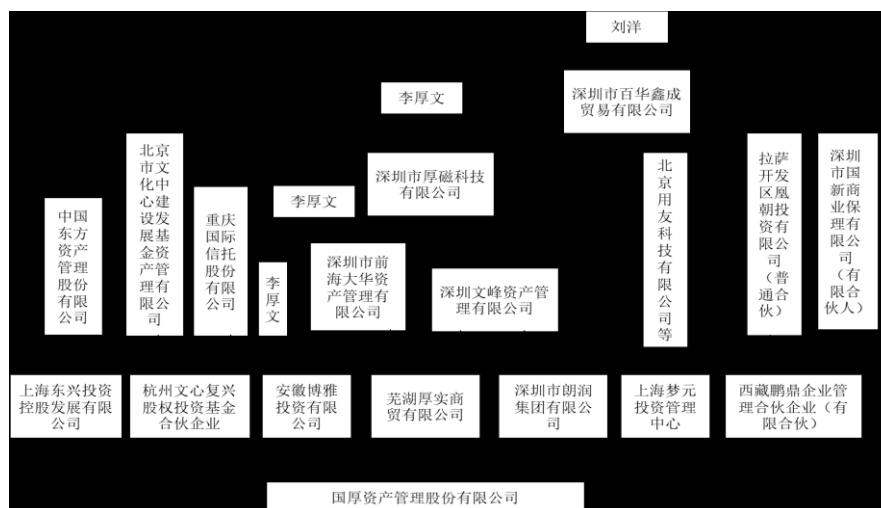 刘洋
李厚文
深圳市百华鑫成
贸易有限公司
北京
市文
化中
心建
设发
展基
金资
产管
理有
限公
司
深圳市厚磁科技
有限公司
北京用友科技有限公司等
拉萨
开发
区凰
朝投
资有
限公
司
（普
通合
伙）
深圳
市国
新商
业保
理有
限公
司
（有
限合
伙人）
中国
东方
资产
管理
股份
有限
公司
重庆
国际
信托
股份
有限
公司
李厚文
李厚文
深圳市前
海大华资
产管理有
限公司
深圳文峰资产管
理有限公司
上海东兴投资
控股发展有限
公司
杭州文心复兴
股权投资基金
合伙企业
安徽博雅
投资有限
公司
芜湖厚实商
贸有限公司
深圳市朗润
集团有限公
司
上海梦元
投资管理
中心
西藏鹏鼎企业管
理合伙企业（有
限合伙）
国厚资产管理股份有限公司